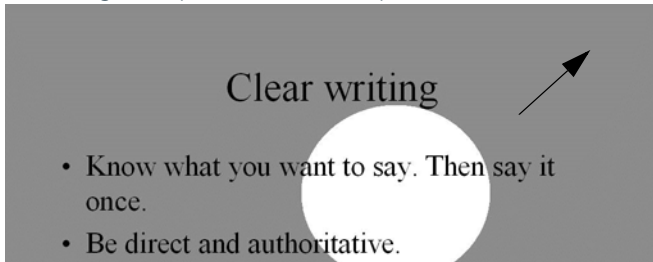 Clear writing
• Know what you want to say. Then say it
once.
• Be direct and authoritative.